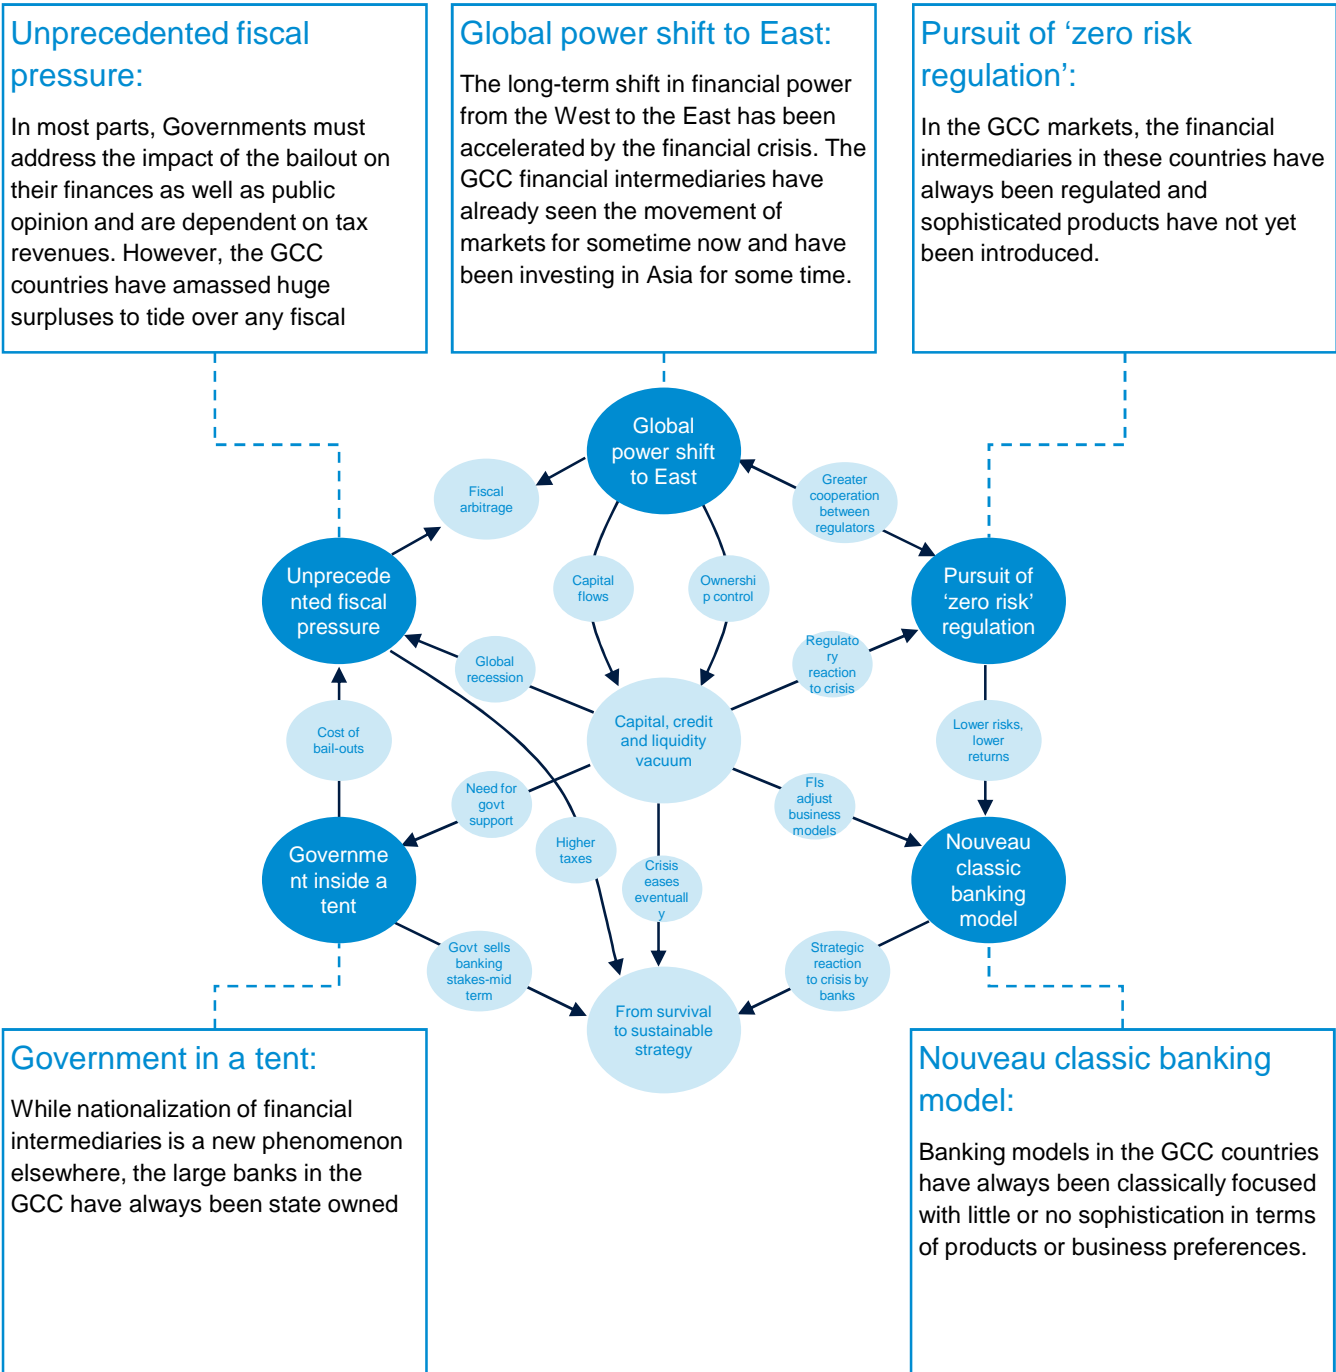 Unprecedented fiscal
pressure:
In most parts, Governments must
address the impact of the bailout on
their finances as well as public
opinion and are dependent on tax
revenues. However, the GCC
countries have amassed huge
surpluses to tide over any fiscal
Global power shift to East:
The long-term shift in financial power
from the West to the East has been
accelerated by the financial crisis. The
GCC financial intermediaries have
already seen the movement of
markets for sometime now and have
been investing in Asia for some time.
Pursuit of ‘zero risk
regulation’:
In the GCC markets, the financial
intermediaries in these countries have
always been regulated and
sophisticated products have not yet
been introduced.
Global
power shift
to East
Fiscal
arbitrage
Greater
cooperation
between
regulators
Unprecede
nted fiscal
pressure
Capital
flows
Ownershi
p control
Pursuit of
‘zero risk’
regulation
Global
recession
Regulato
ry
reaction
to crisis
Cost of
bail-outs
Capital, credit
and liquidity
vacuum
Lower risks,
lower
returns
Need for
govt
support
FIs
adjust
business
models
Higher
taxes
Crisis
eases
eventuall
y
Governme
nt inside a
tent
Nouveau
classic
banking
model
Govt sells
banking
stakes-mid
term
Strategic
reaction
to crisis by
banks
From survival
to sustainable
strategy
Government in a tent:
While nationalization of financial
intermediaries is a new phenomenon
elsewhere, the large banks in the
GCC have always been state owned
Nouveau classic banking
model:
Banking models in the GCC countries
have always been classically focused
with little or no sophistication in terms
of products or business preferences.